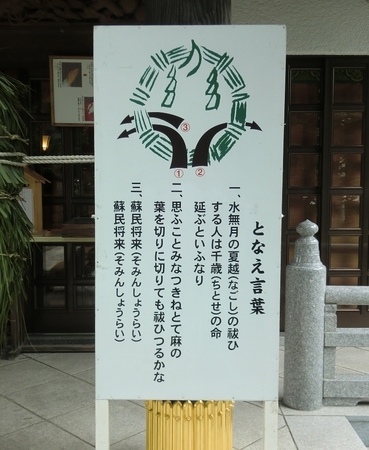 ③
① ②
となえ言葉
一、水無月の夏越(なごし)の祓ひ
する人は千歳(ちとせ)の命
延ぶといふなり
二、思ふことみなつきねとて麻の
葉を切りに切りても祓ひつるかな
三、蘇民将来(そみんしょうらい)
蘇民将来(そみんしょうらい)